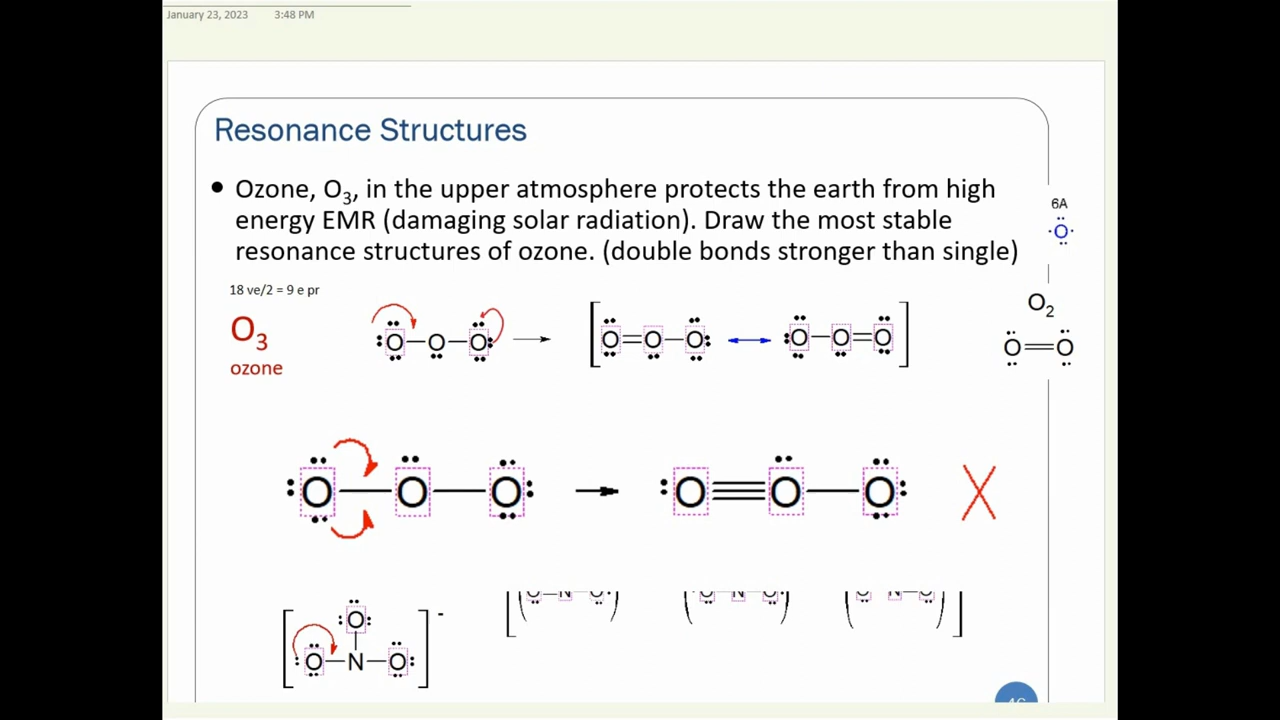 January 23, 2023 3:48 PM
Resonance Structures
• Ozone, O₃, in the upper atmosphere protects the earth from high
energy EMR (damaging solar radiation). Draw the most stable
resonance structures of ozone. (double bonds stronger than single)
6A
O
18 ve/2 = 9 e pr
O₃
ozone
O—O—O → [O=O—O ↔ O—O=O]
O₂
O=O
O—O—O → O≡O—O X
O
O—N—O
-